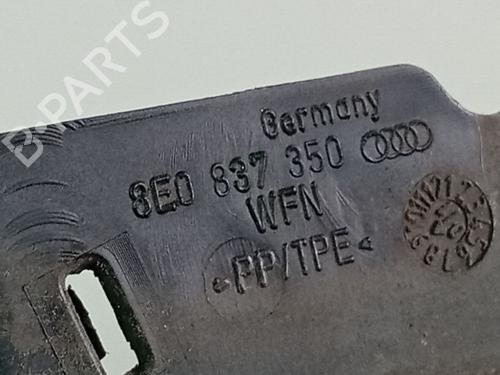 B-PARTS
Germany
8E0 837 350
WFN
>PP/TPE<